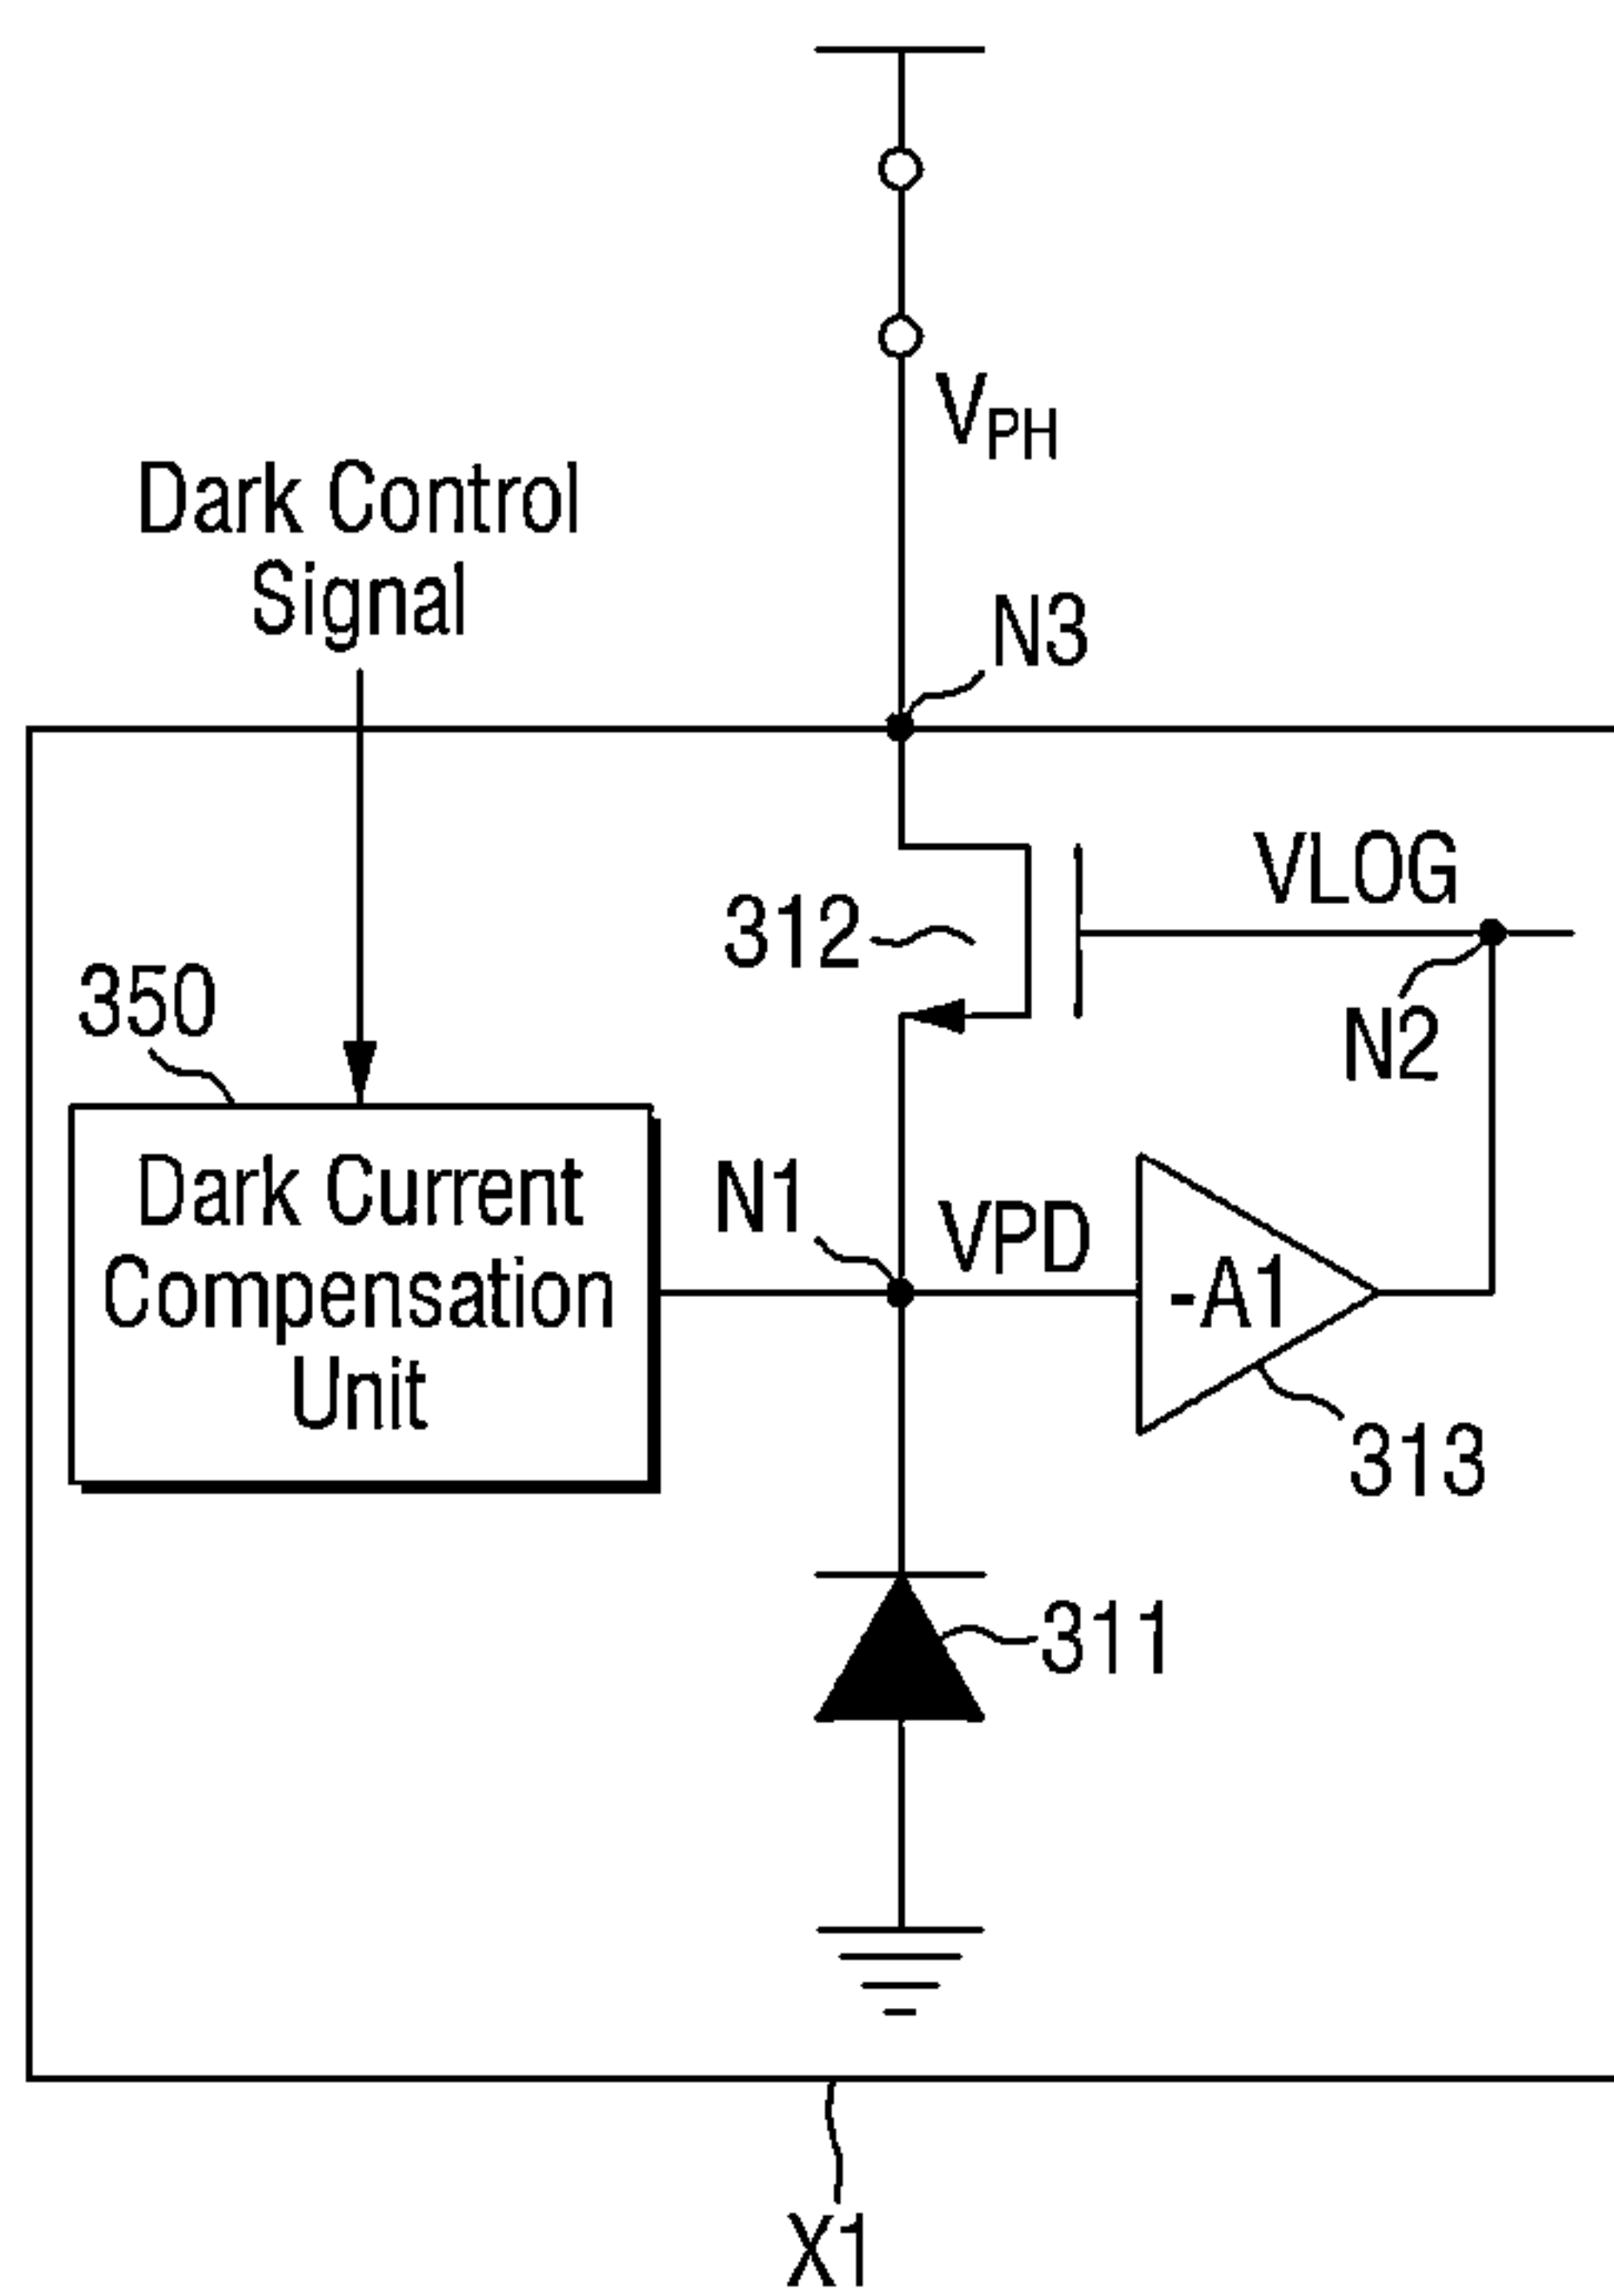 V_PH
Dark Control
Signal
N3
VLOG
312
350
N2
Dark Current
Compensation
Unit
N1
VPD
-A1
313
311
X1